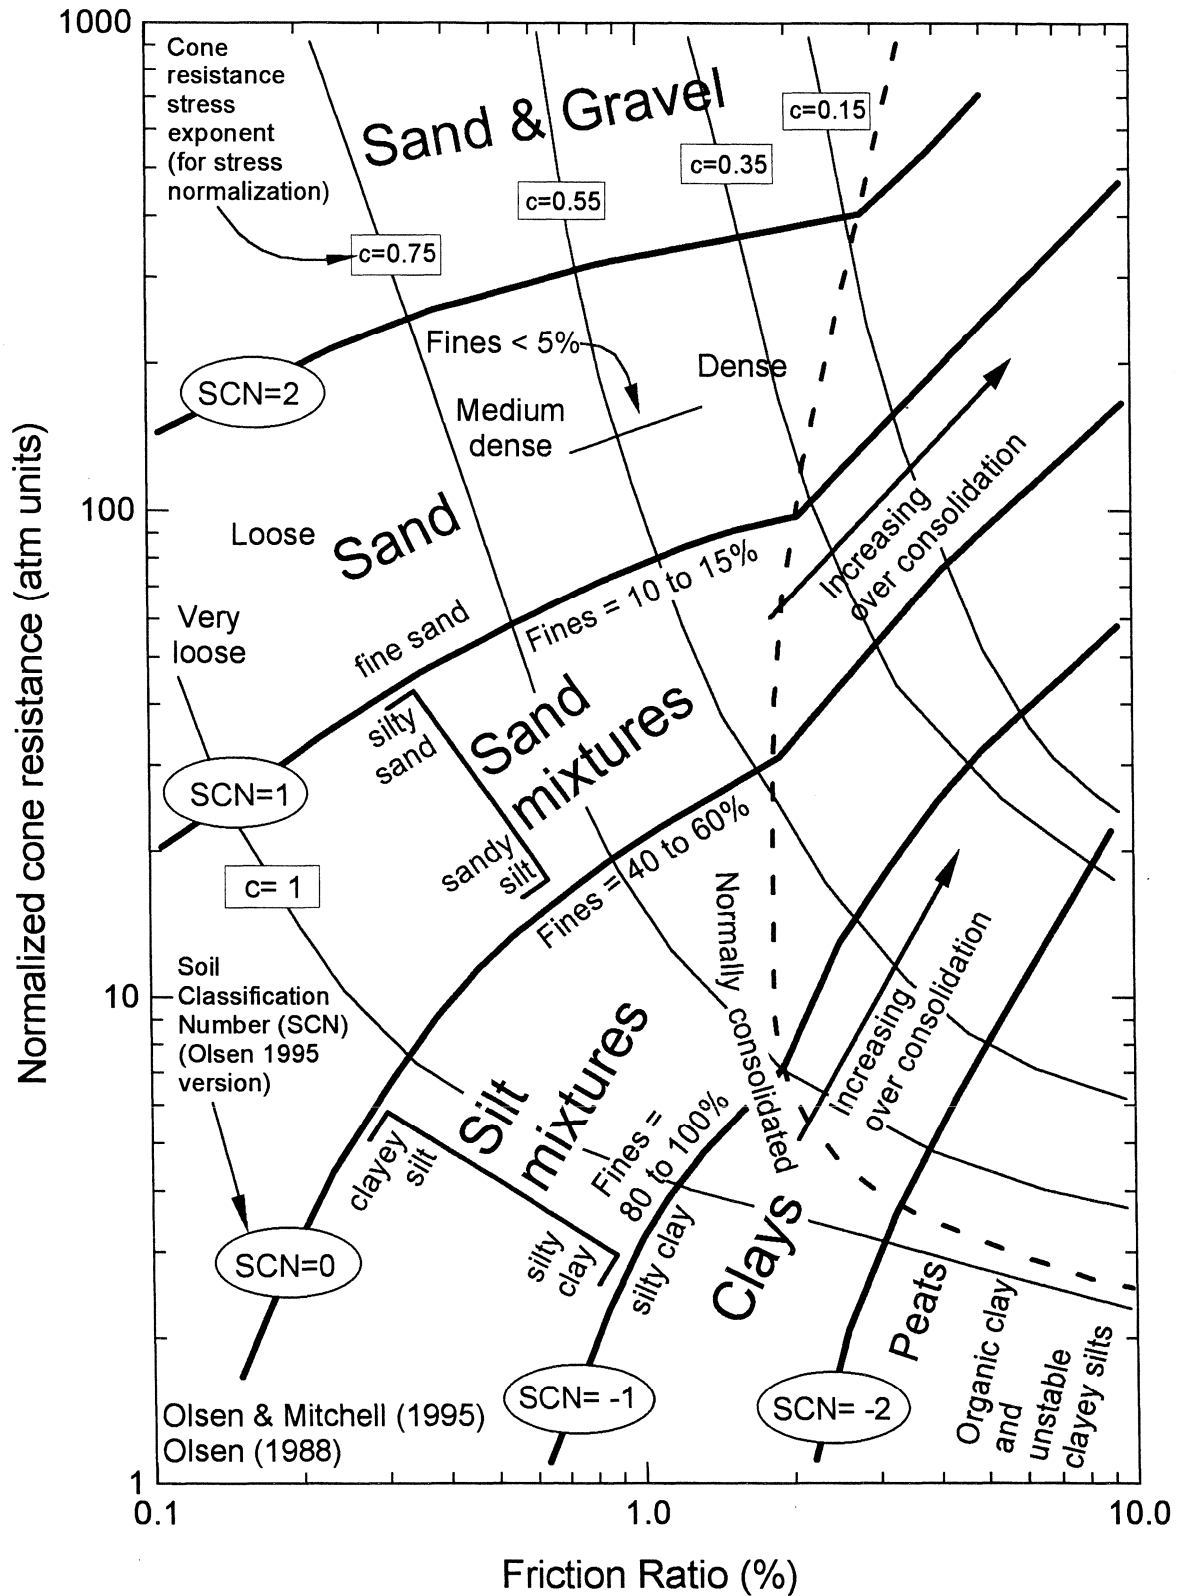 1000
Cone
resistance
stress
exponent
(for stress
normalization)
Sand & Gravel
c=0.15
c=0.35
c=0.55
c=0.75
Fines < 5%
Dense
SCN=2
Medium
dense
100
Loose
Sand
Increasing
over consolidation
Fines = 10 to 15%
Very
loose
fine sand
silty
sand
Sand
mixtures
SCN=1
sandy
silt
Fines = 40 to 60%
c= 1
Normally consolidated
Soil
Classification
Number (SCN)
(Olsen 1995
version)
10
Increasing
over consolidation
Silt
mixtures
Fines =
80 to 100%
clayey
silt
silty
clay
silty clay
Clays
SCN=0
Peats
Organic clay
and
unstable
clayey silts
SCN= -1
SCN= -2
Olsen & Mitchell (1995)
Olsen (1988)
1
0.1
1.0
10.0
Normalized cone resistance (atm units)
Friction Ratio (%)